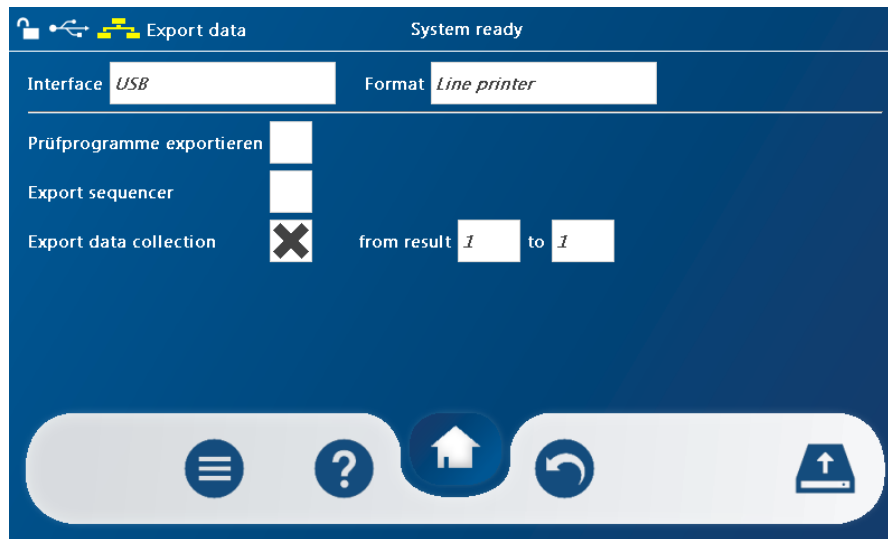 Export data System ready
Interface USB Format Line printer
Prüfprogramme exportieren
Export sequencer
Export data collection from result 1 to 1
?